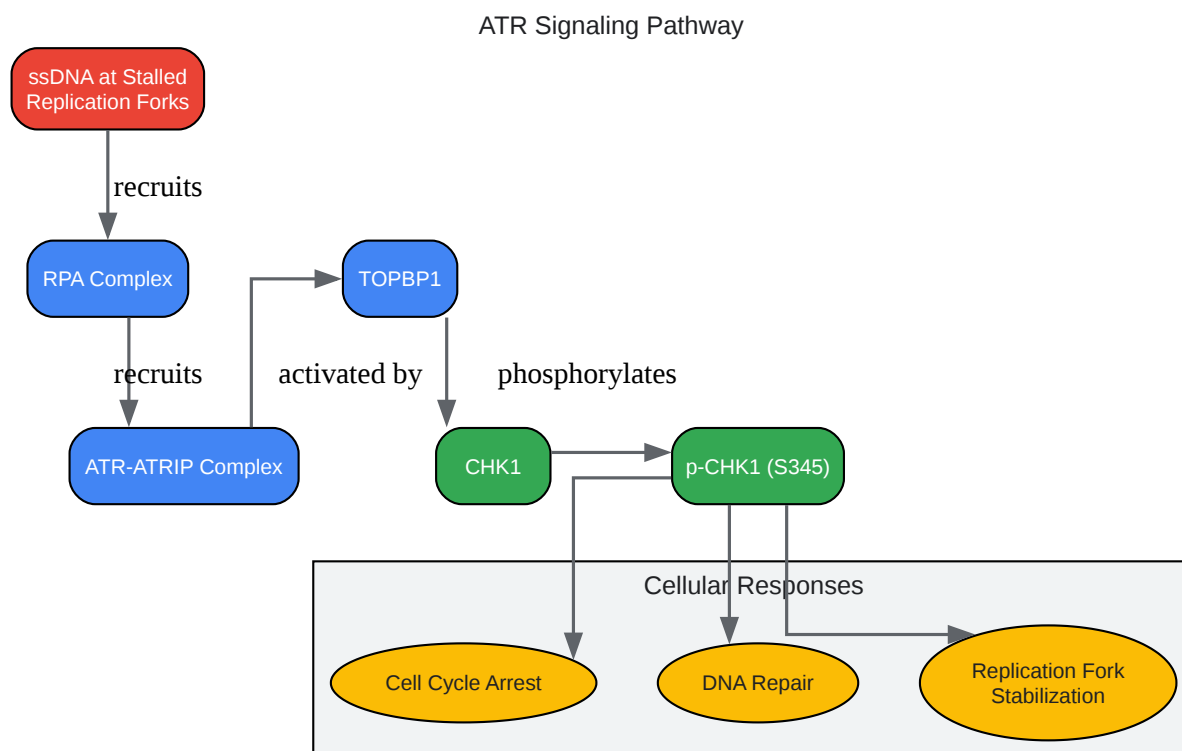 ATR Signaling Pathway
ssDNA at Stalled
Replication Forks
recruits
RPA Complex
TOPBP1
recruits
activated by
phosphorylates
ATR-ATRIP Complex
CHK1
p-CHK1 (S345)
Cellular Responses
Cell Cycle Arrest
DNA Repair
Replication Fork
Stabilization